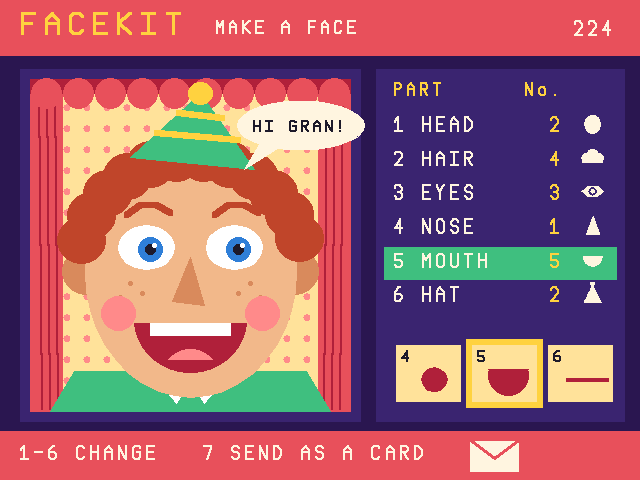 FACEKIT MAKE A FACE 224
HI GRAN!
PART No.
1 HEAD 2
2 HAIR 4
3 EYES 3
4 NOSE 1
5 MOUTH 5
6 HAT 2
4 5 6
1-6 CHANGE 7 SEND AS A CARD